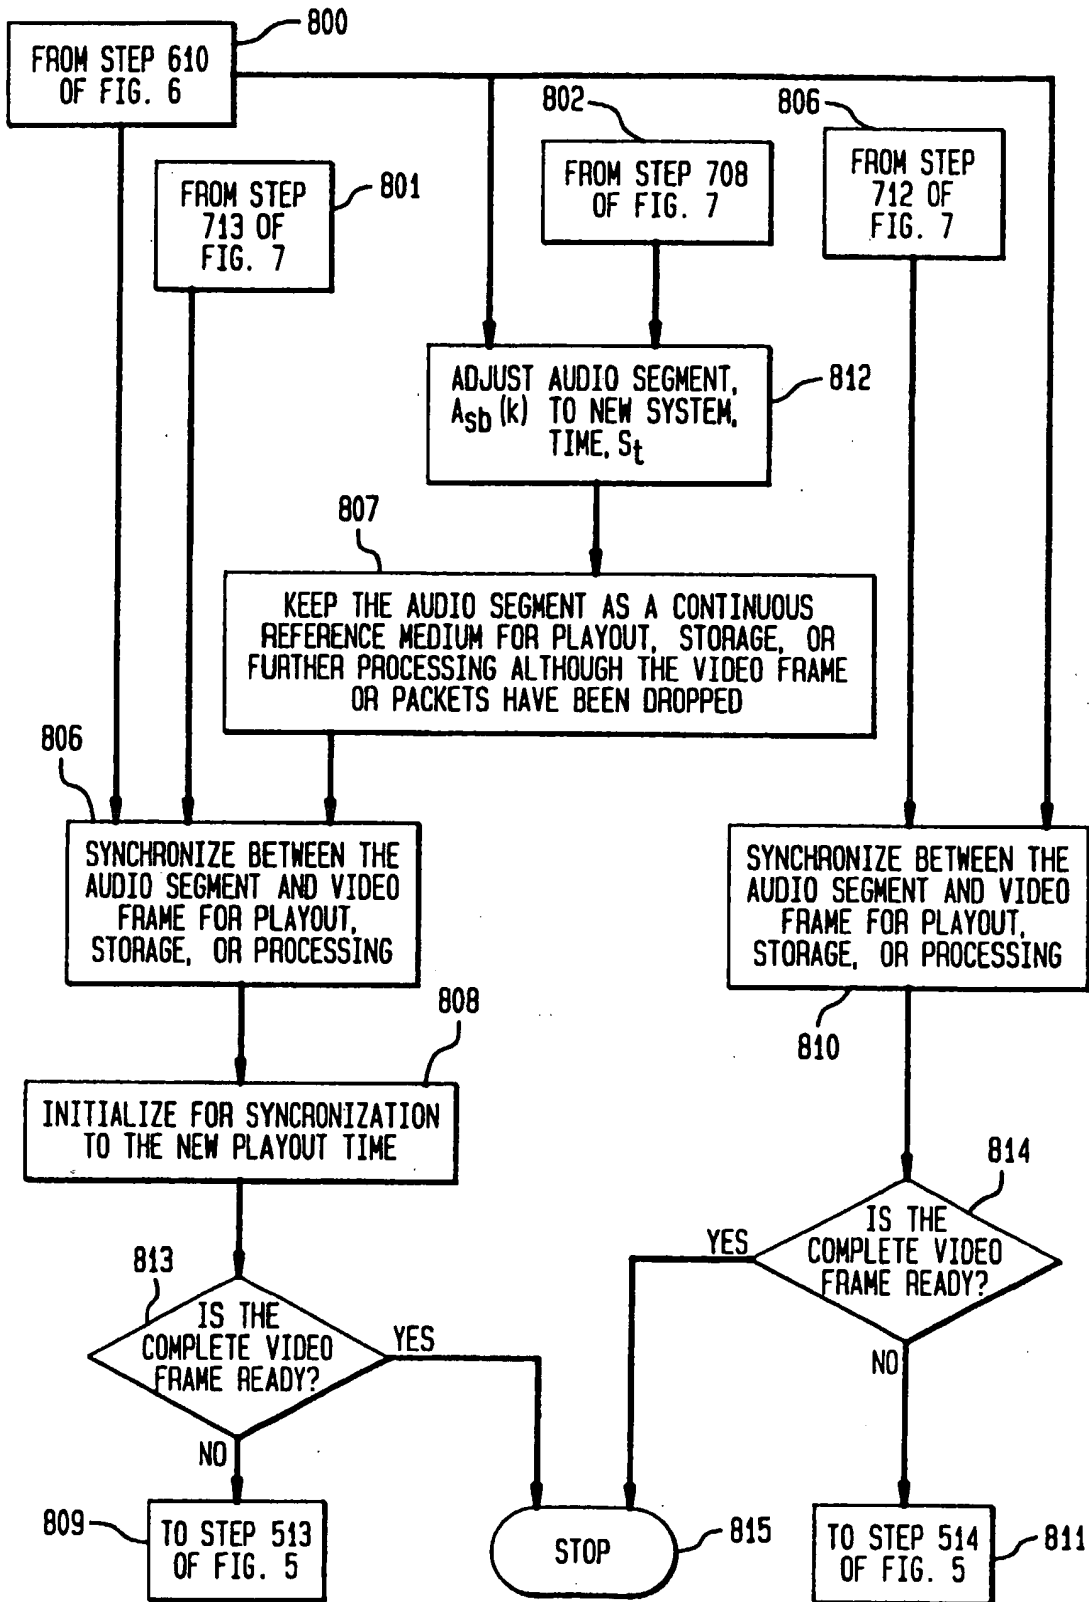 800
FROM STEP 610
OF FIG. 6
802
806
FROM STEP
713 OF
FIG. 7
801
FROM STEP 708
OF FIG. 7
FROM STEP
712 OF
FIG. 7
ADJUST AUDIO SEGMENT,
Asb (k) TO NEW SYSTEM,
TIME, St
812
807
KEEP THE AUDIO SEGMENT AS A CONTINUOUS
REFERENCE MEDIUM FOR PLAYOUT, STORAGE, OR
FURTHER PROCESSING ALTHOUGH THE VIDEO FRAME
OR PACKETS HAVE BEEN DROPPED
806
SYNCHRONIZE BETWEEN THE
AUDIO SEGMENT AND VIDEO
FRAME FOR PLAYOUT,
STORAGE, OR PROCESSING
SYNCHRONIZE BETWEEN THE
AUDIO SEGMENT AND VIDEO
FRAME FOR PLAYOUT,
STORAGE, OR PROCESSING
810
808
INITIALIZE FOR SYNCRONIZATION
TO THE NEW PLAYOUT TIME
814
IS THE
COMPLETE VIDEO
FRAME READY?
YES
NO
813
IS THE
COMPLETE VIDEO
FRAME READY?
YES
NO
809
TO STEP 513
OF FIG. 5
STOP
815
TO STEP 514
OF FIG. 5
811